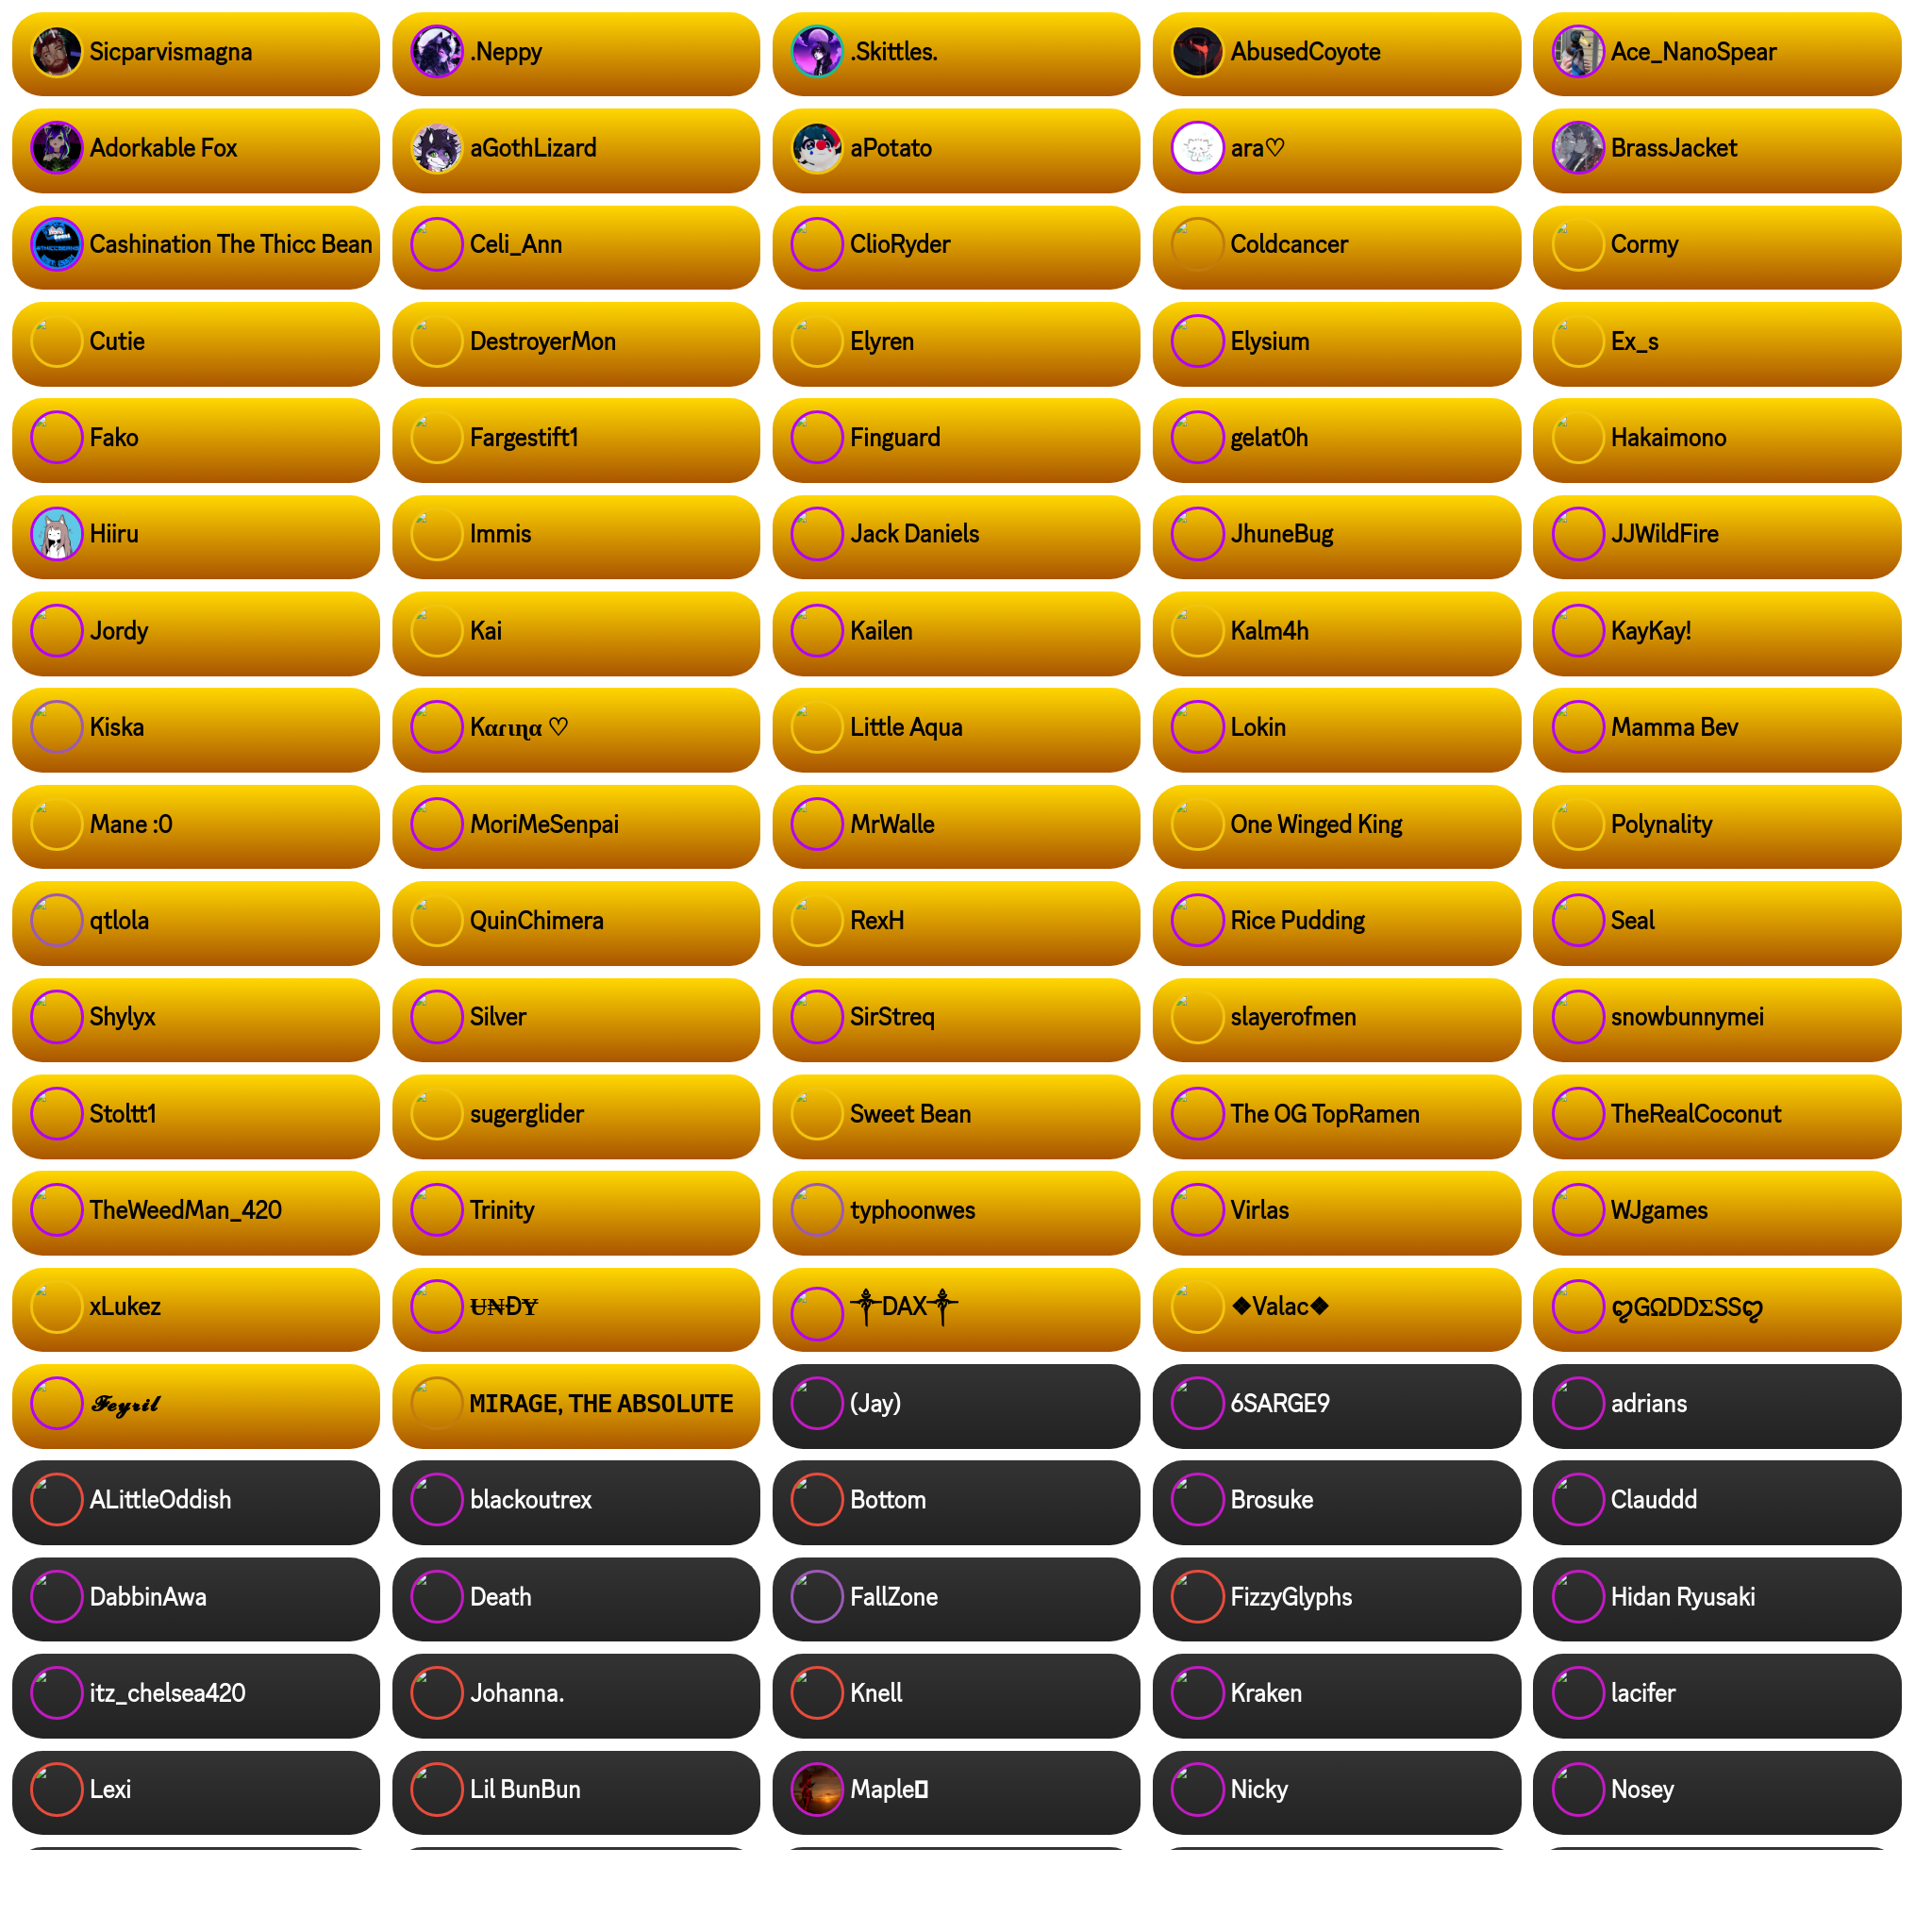 Sicparvismagna
.Neppy
.Skittles.
AbusedCoyote
Ace_NanoSpear
Adorkable Fox
aGothLizard
aPotato
ara♡
BrassJacket
Cashination The Thicc Bean
Celi_Ann
ClioRyder
Coldcancer
Cormy
Cutie
DestroyerMon
Elyren
Elysium
Ex_s
Fako
Fargestift1
Finguard
gelat0h
Hakaimono
Hiiru
Immis
Jack Daniels
JhuneBug
JJWildFire
Jordy
Kai
Kailen
Kalm4h
KayKay!
Kiska
Kαɾιɳα ♡
Little Aqua
Lokin
Mamma Bev
Mane :0
MoriMeSenpai
MrWalle
One Winged King
Polynality
qtlola
QuinChimera
RexH
Rice Pudding
Seal
Shylyx
Silver
SirStreq
slayerofmen
snowbunnymei
Stoltt1
sugerglider
Sweet Bean
The OG TopRamen
TheRealCoconut
TheWeedMan_420
Trinity
typhoonwes
Virlas
WJgames
xLukez
U̶N̶D̶Y̶
༒DAX༒
❖Valac❖
ღGΩDDΣSSღ
𝓕𝓮𝔂𝓻𝓲𝓵
MIRAGE, THE ABSOLUTE
(Jay)
6SARGE9
adrians
ALittleOddish
blackoutrex
Bottom
Brosuke
Clauddd
DabbinAwa
Death
FallZone
FizzyGlyphs
Hidan Ryusaki
itz_chelsea420
Johanna.
Knell
Kraken
lacifer
Lexi
Lil BunBun
Maple
Nicky
Nosey